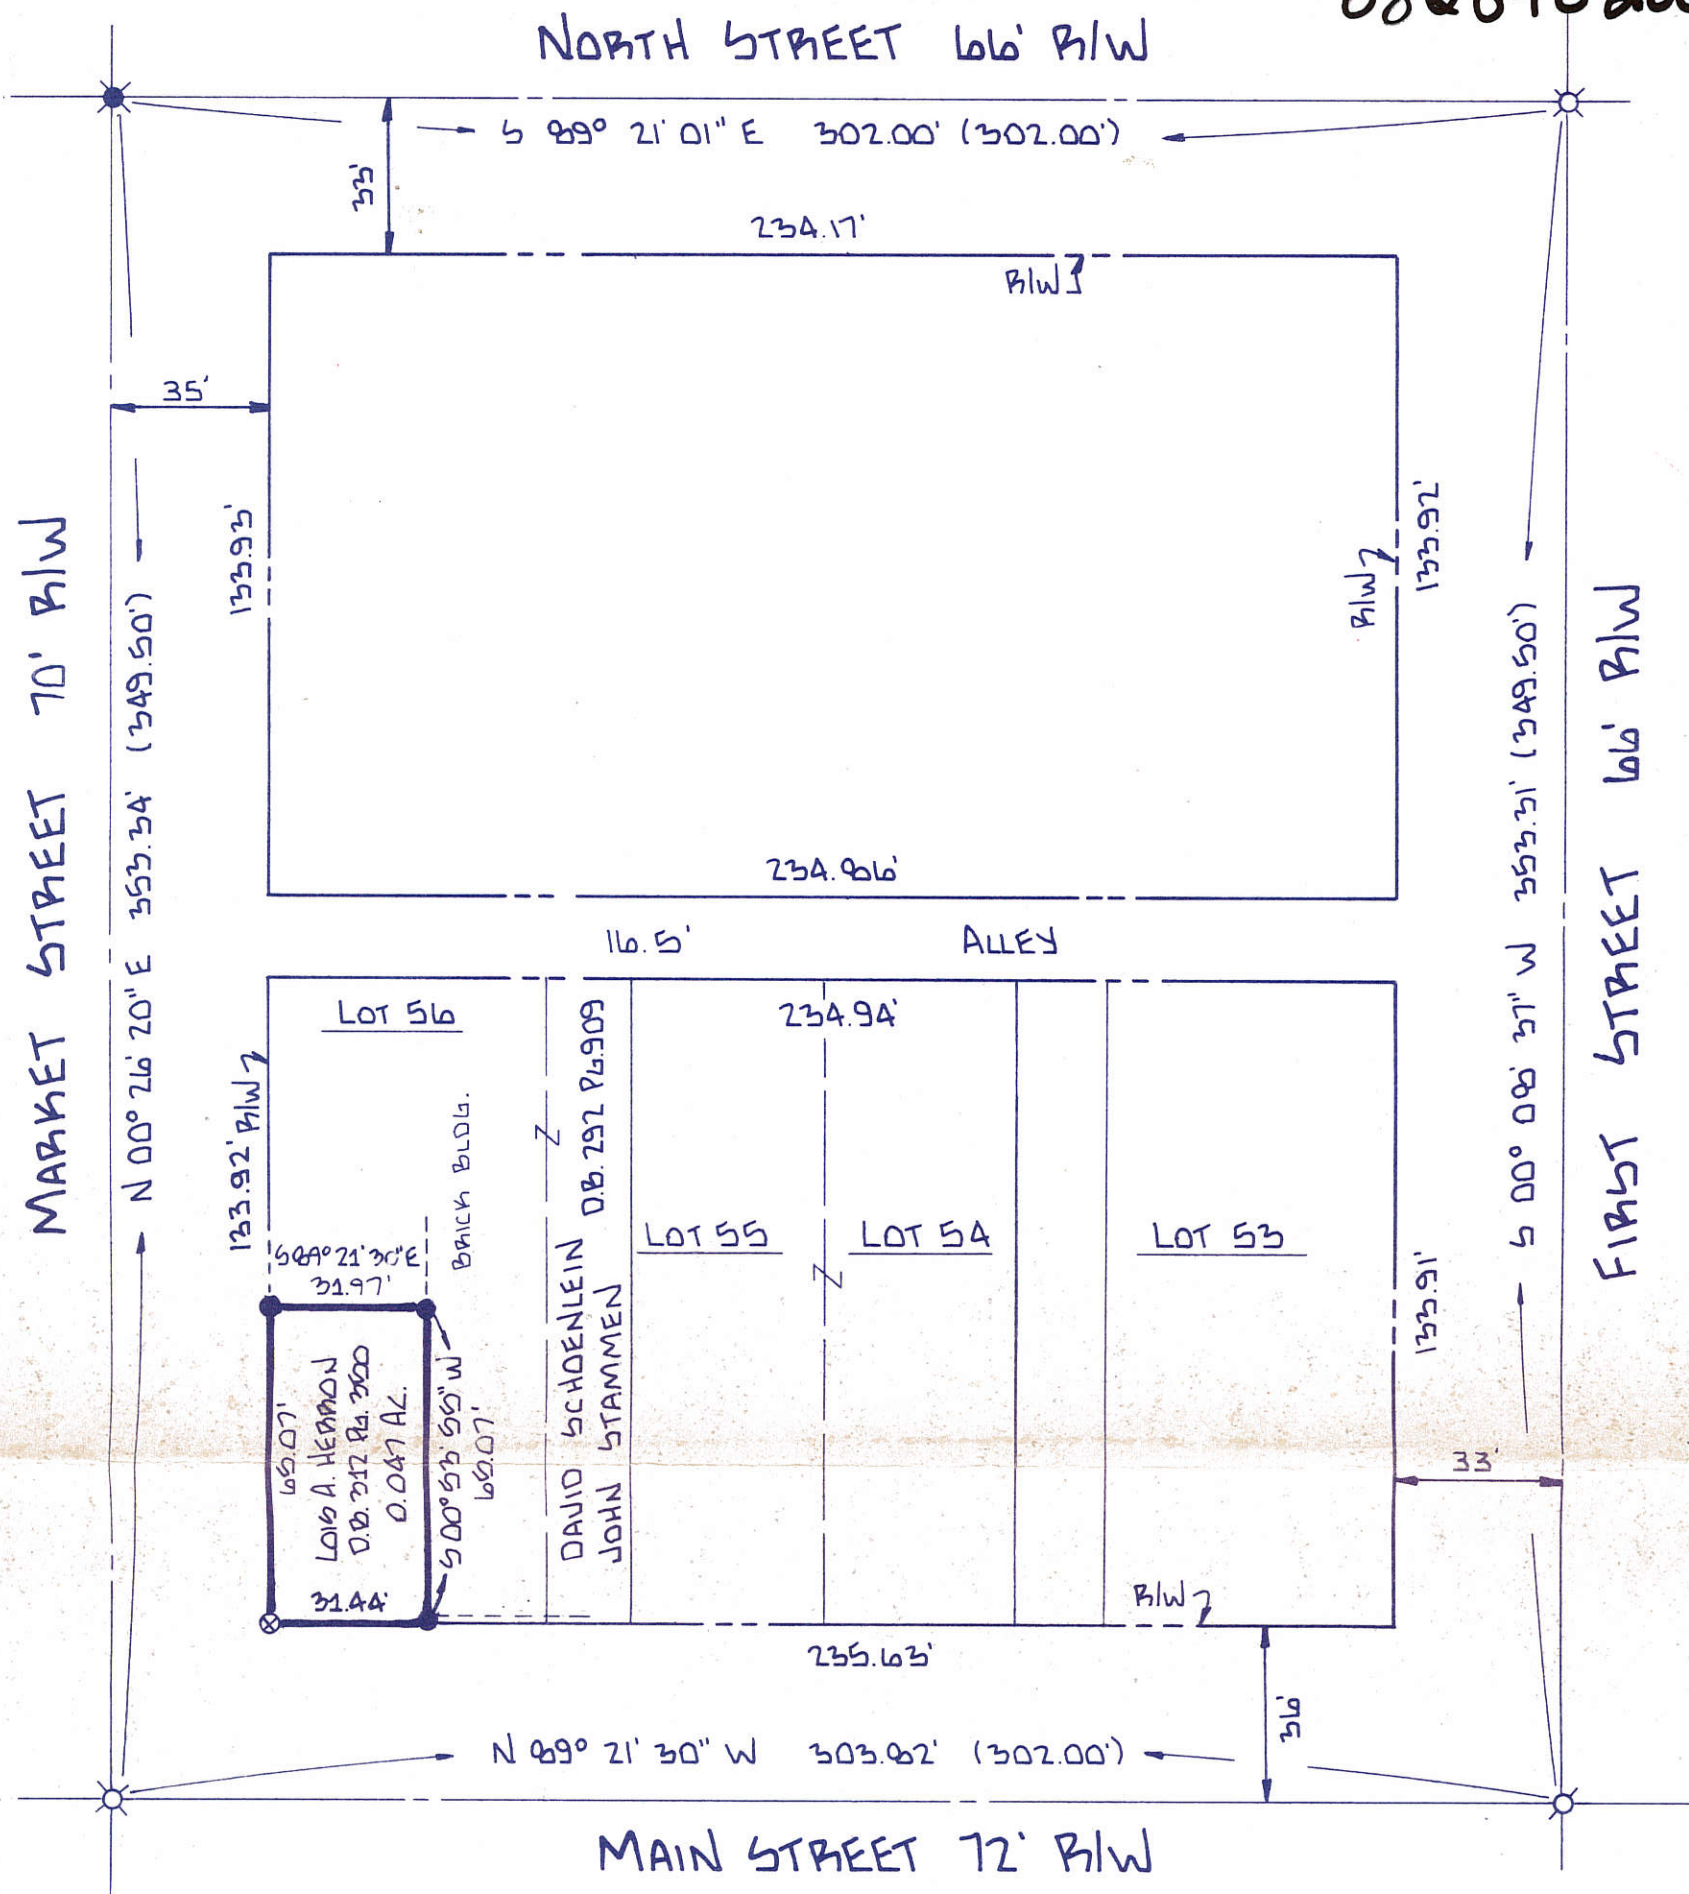 NORTH STREET 66' R/W
S 89° 21' 01" E 302.00' (302.00')
33'
234.17'
R/W
35'
133.93'
133.92'
R/W
MARKET STREET 70' R/W
N 00° 26' 20" E 353.34' (349.50')
S 00° 08' 37" W 353.31' (349.50')
FIRST STREET 66' R/W
234.86'
16.5' ALLEY
LOT 56
234.94'
133.92' R/W
BRICK BLDG.
DAVID SCHOENLEIN
JOHN STAMMEN D.B. 292 PG. 909
LOT 55
LOT 54
LOT 53
S 89° 21' 30" E
31.97'
133.91'
65.07'
LOIS A. HERRON
D.B. 312 PG.
0.047 AC.
S 00° 53' 55" W
65.07'
31.44'
33'
R/W
235.63'
36'
N 89° 21' 30" W 303.82' (302.00')
MAIN STREET 72' R/W